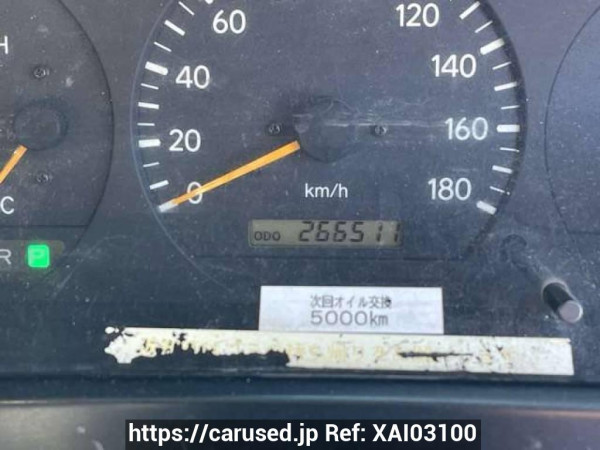 60
120
H
40
140
20
160
0
km/h
180
C
ODO 266511
R P
次回オイル交換
5000km
https://carused.jp Ref: XAI03100